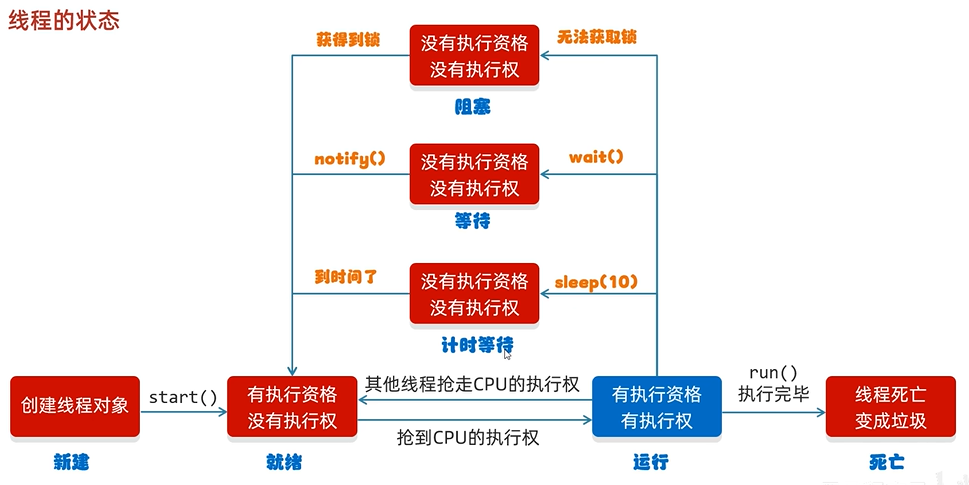 线程的状态
获得到锁
没有执行资格
没有执行权
无法获取锁
阻塞
notify()
没有执行资格
没有执行权
wait()
等待
到时间了
没有执行资格
没有执行权
sleep(10)
计时等待
创建线程对象
新建
start()
有执行资格
没有执行权
就绪
其他线程抢走CPU的执行权
抢到CPU的执行权
有执行资格
有执行权
运行
run()
执行完毕
线程死亡
变成垃圾
死亡